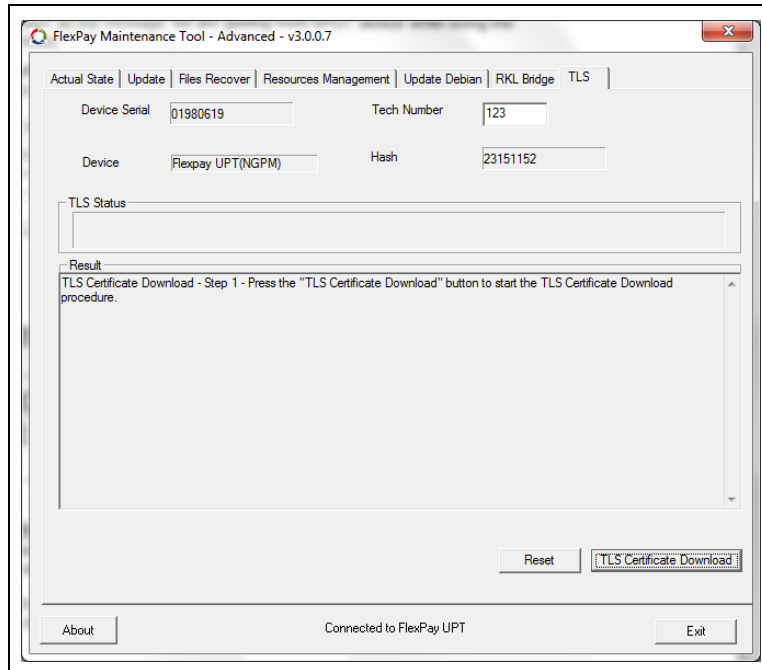 FlexPay Maintenance Tool - Advanced - v3.0.0.7
Actual State Update Files Recover Resources Management Update Debian RKL Bridge TLS
Device Serial 01980619 Tech Number 123
Device Flexpay UPT(NGPM) Hash 23151152
TLS Status
Result
TLS Certificate Download - Step 1 - Press the "TLS Certificate Download" button to start the TLS Certificate Download
procedure.
Reset TLS Certificate Download
About Connected to FlexPay UPT Exit